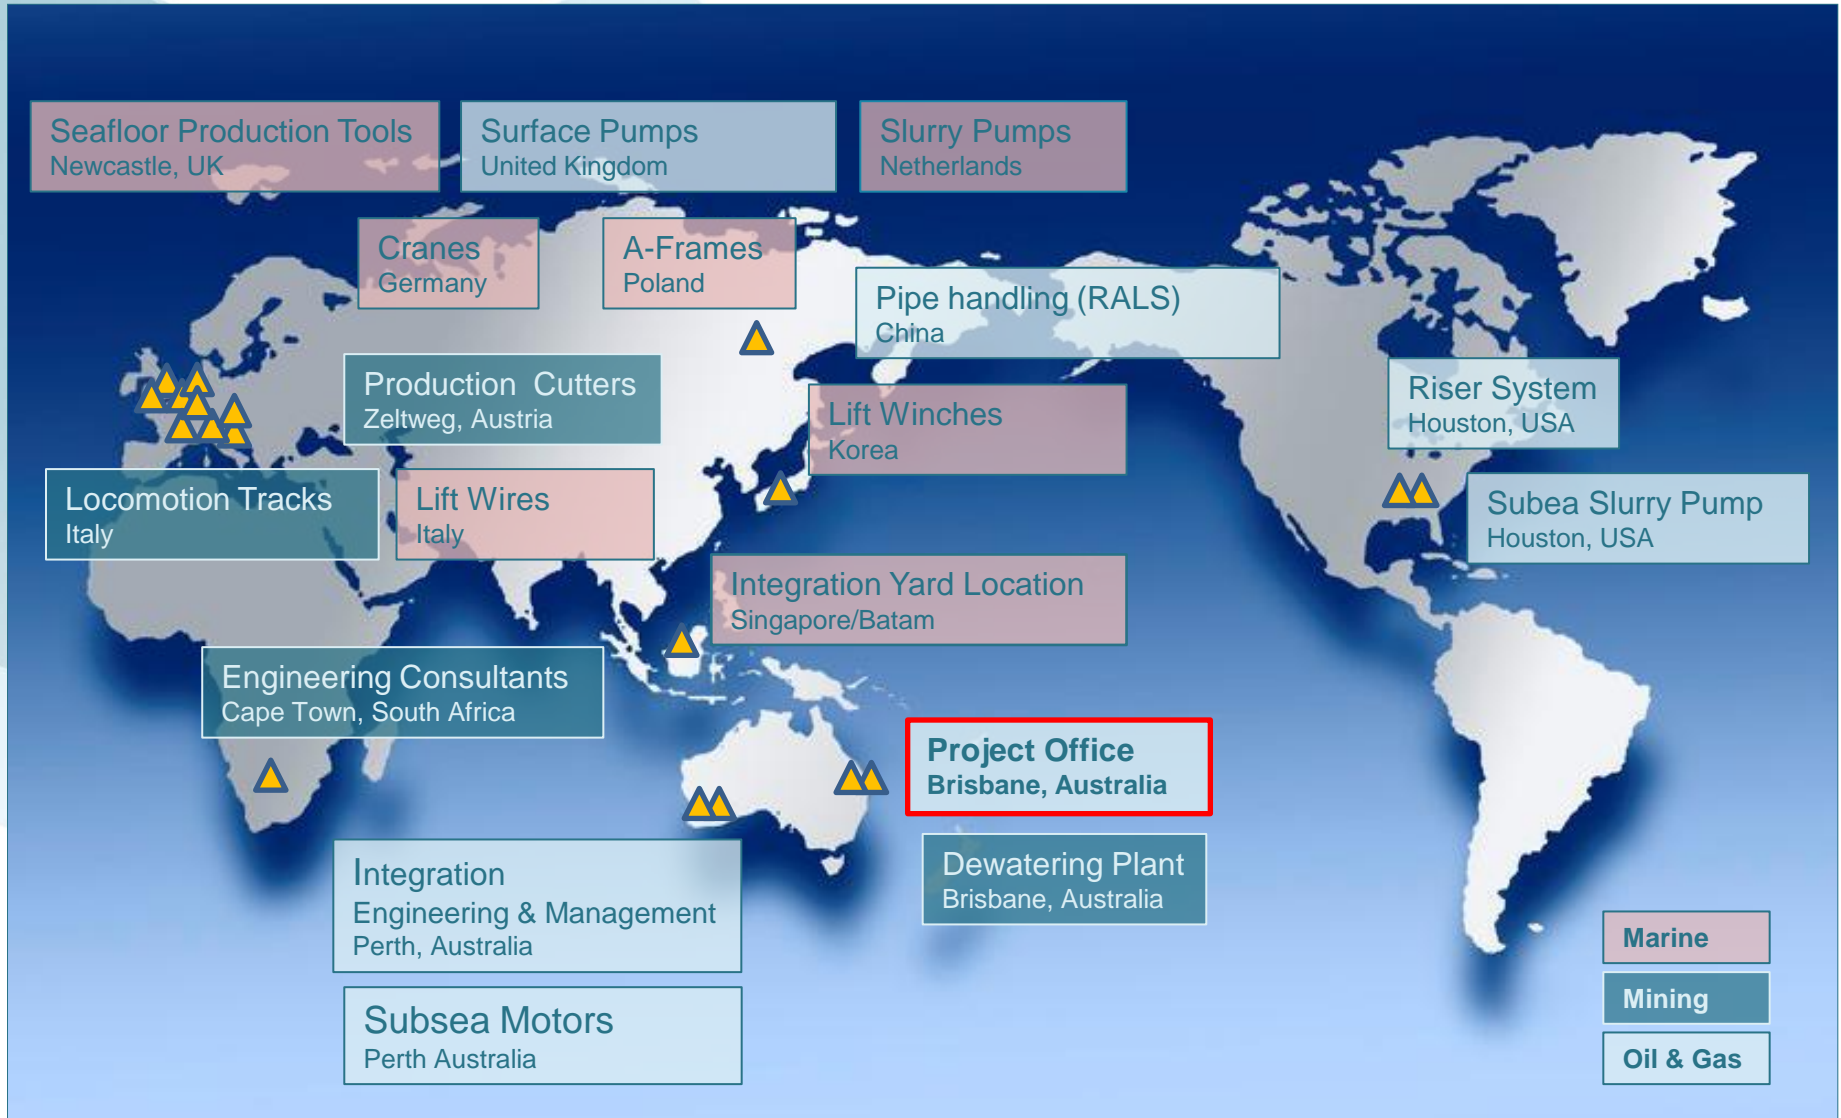 Seafloor Production Tools
Newcastle, UK
Surface Pumps
United Kingdom
Slurry Pumps
Netherlands
Cranes
Germany
A-Frames
Poland
Pipe handling (RALS)
China
Production Cutters
Zeltweg, Austria
Lift Winches
Korea
Riser System
Houston, USA
Locomotion Tracks
Italy
Lift Wires
Italy
Subea Slurry Pump
Houston, USA
Integration Yard Location
Singapore/Batam
Engineering Consultants
Cape Town, South Africa
Project Office
Brisbane, Australia
Integration
Engineering & Management
Perth, Australia
Dewatering Plant
Brisbane, Australia
Subsea Motors
Perth Australia
Marine
Mining
Oil & Gas